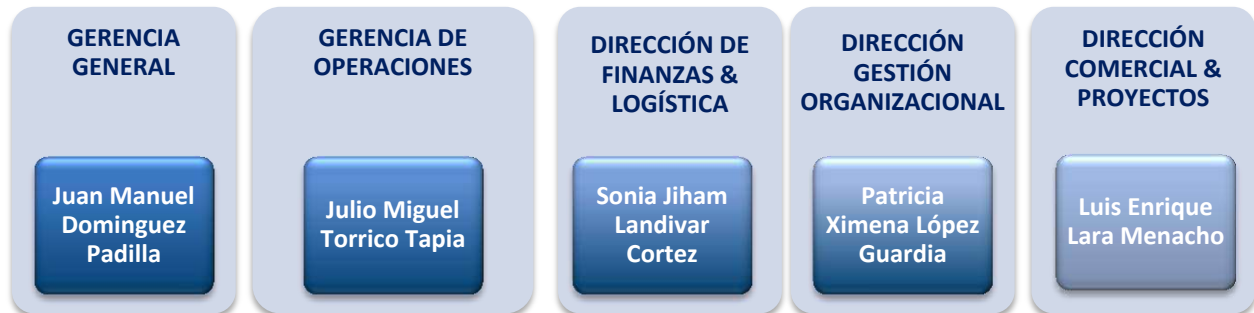 GERENCIA
GENERAL
Juan Manuel
Dominguez
Padilla
GERENCIA DE
OPERACIONES
Julio Miguel
Torrico Tapia
DIRECCIÓN DE
FINANZAS &
LOGÍSTICA
Sonia Jiham
Landivar
Cortez
DIRECCIÓN
GESTIÓN
ORGANIZACIONAL
Patricia
Ximena López
Guardia
DIRECCIÓN
COMERCIAL &
PROYECTOS
Luis Enrique
Lara Menacho